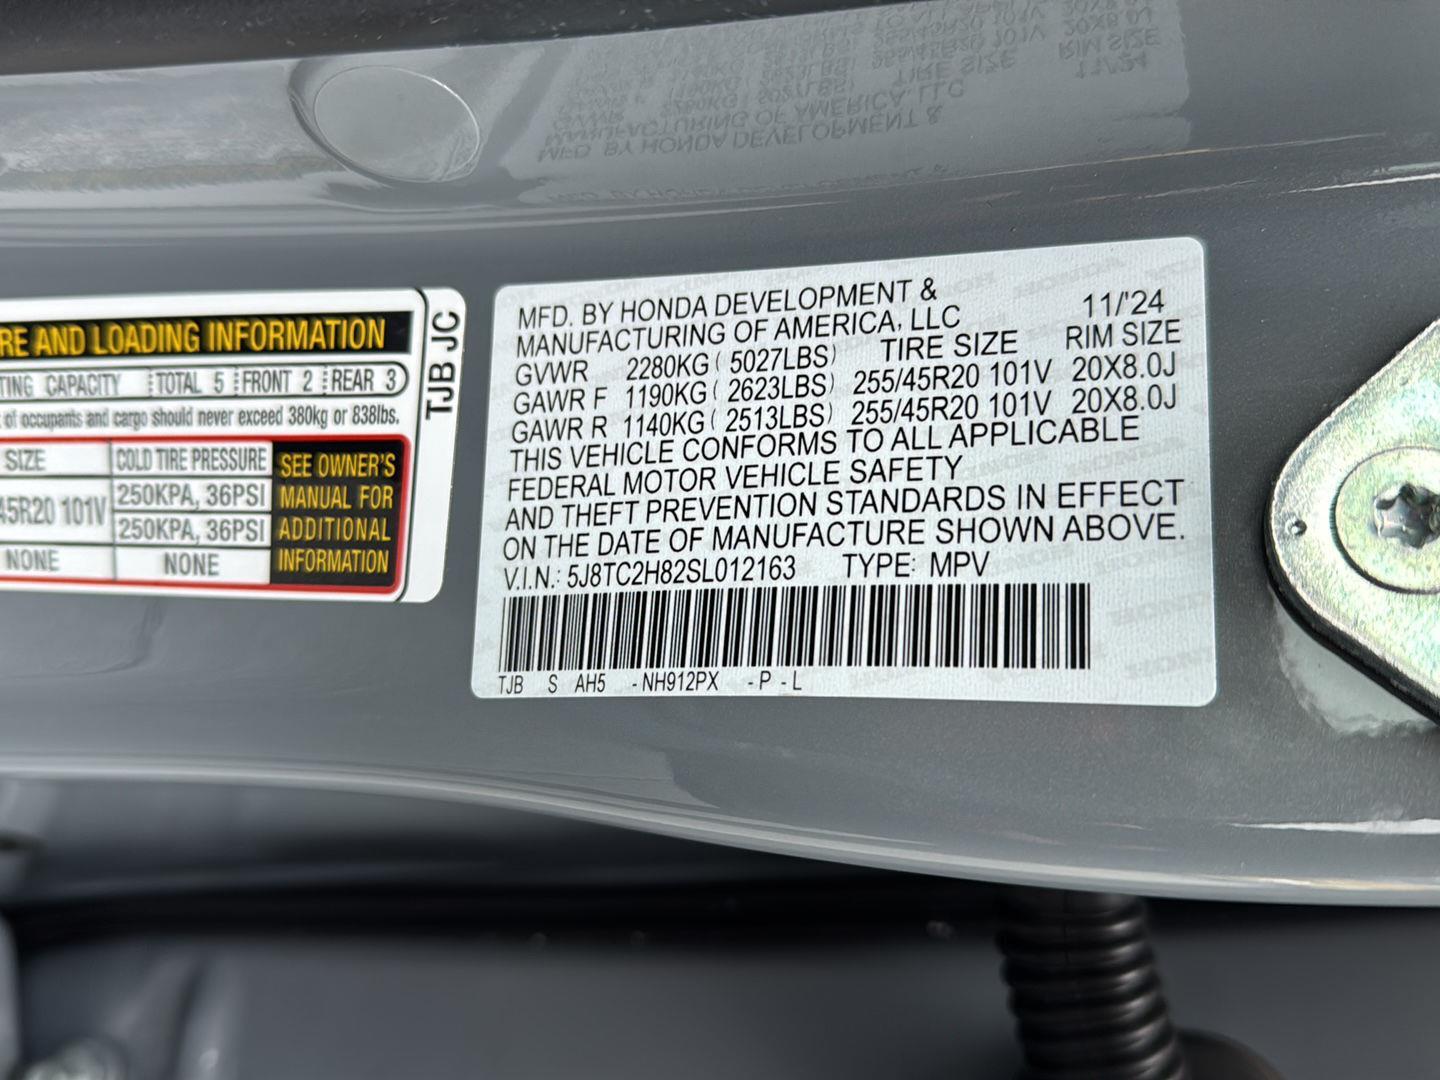 RE AND LOADING INFORMATION
TING CAPACITY TOTAL 5 FRONT 2 REAR 3
of occupants and cargo should never exceed 380kg or 838lbs.
SIZE COLD TIRE PRESSURE
45R20 101V 250KPA, 36PSI
250KPA, 36PSI
NONE NONE
SEE OWNER'S
MANUAL FOR
ADDITIONAL
INFORMATION
TJB JC
MFD. BY HONDA DEVELOPMENT &
MANUFACTURING OF AMERICA, LLC 11/'24
GVWR 2280KG ( 5027LBS) TIRE SIZE RIM SIZE
GAWR F 1190KG ( 2623LBS) 255/45R20 101V 20X8.0J
GAWR R 1140KG ( 2513LBS) 255/45R20 101V 20X8.0J
THIS VEHICLE CONFORMS TO ALL APPLICABLE
FEDERAL MOTOR VEHICLE SAFETY
AND THEFT PREVENTION STANDARDS IN EFFECT
ON THE DATE OF MANUFACTURE SHOWN ABOVE.
V.I.N.: 5J8TC2H82SL012163 TYPE: MPV
TJB S AH5 - NH912PX - P - L